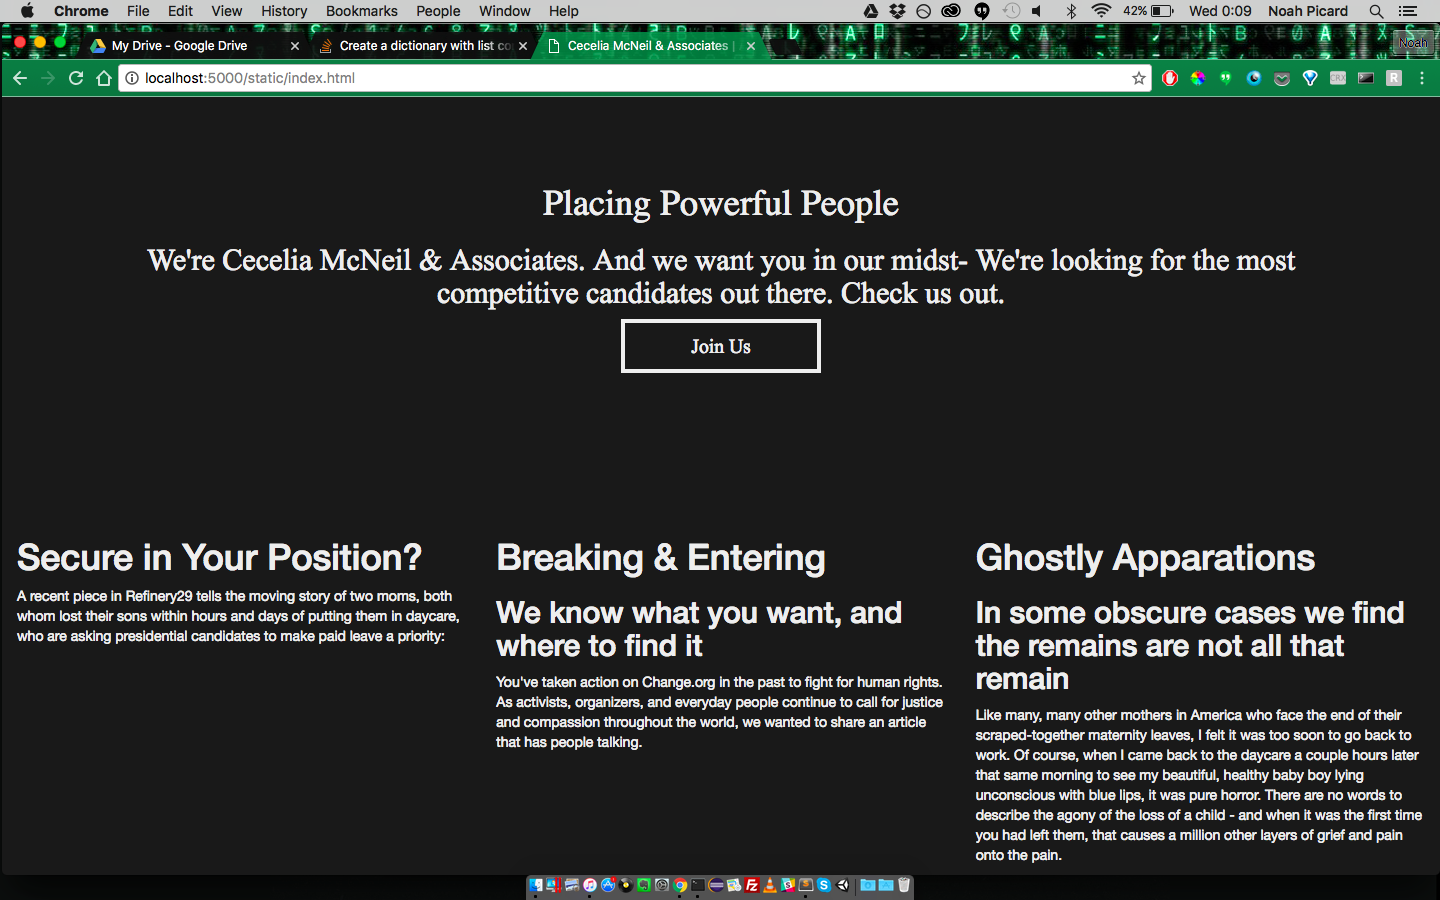 Chrome File Edit View History Bookmarks People Window Help 42% Wed 0:09 Noah Picard
My Drive - Google Drive Create a dictionary with list co Cecelia McNeil & Associates | Noah
localhost:5000/static/index.html
CRX R
Placing Powerful People
We're Cecelia McNeil & Associates. And we want you in our midst- We're looking for the most
competitive candidates out there. Check us out.
Join Us
Secure in Your Position?
A recent piece in Refinery29 tells the moving story of two moms, both
whom lost their sons within hours and days of putting them in daycare,
who are asking presidential candidates to make paid leave a priority:
Breaking & Entering
We know what you want, and
where to find it
You've taken action on Change.org in the past to fight for human rights.
As activists, organizers, and everyday people continue to call for justice
and compassion throughout the world, we wanted to share an article
that has people talking.
Ghostly Apparations
In some obscure cases we find
the remains are not all that
remain
Like many, many other mothers in America who face the end of their
scraped-together maternity leaves, I felt it was too soon to go back to
work. Of course, when I came back to the daycare a couple hours later
that same morning to see my beautiful, healthy baby boy lying
unconscious with blue lips, it was pure horror. There are no words to
describe the agony of the loss of a child - and when it was the first time
you had left them, that causes a million other layers of grief and pain
onto the pain.